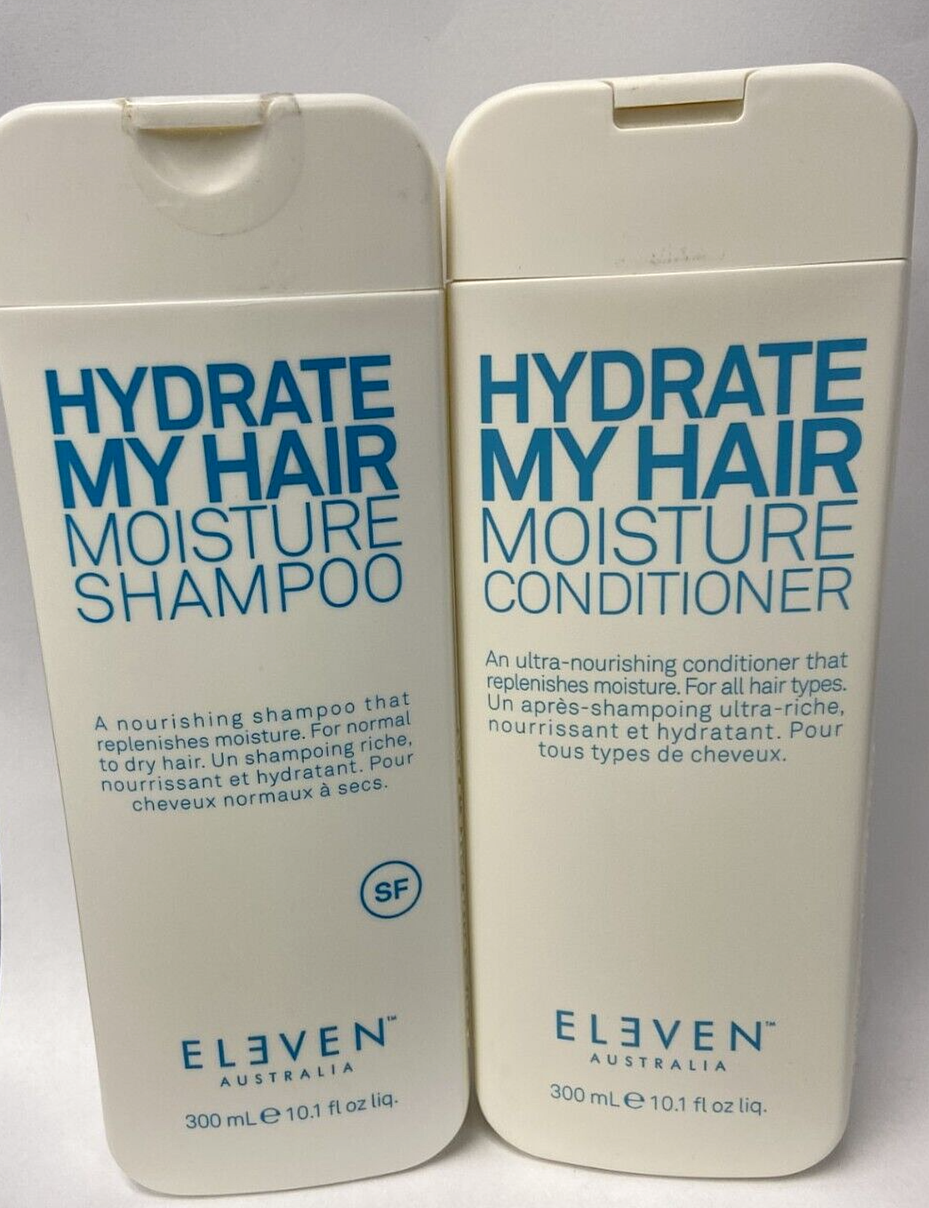 HYDRATE
MY HAIR
MOISTURE
SHAMPOO
A nourishing shampoo that
replenishes moisture. For normal
to dry hair. Un shampoing riche,
nourrissant et hydratant. Pour
cheveux normaux à secs.
SF
ELEVEN™
AUSTRALIA
300 mL ℮ 10.1 fl oz liq.
HYDRATE
MY HAIR
MOISTURE
CONDITIONER
An ultra-nourishing conditioner that
replenishes moisture. For all hair types.
Un après-shampoing ultra-riche,
nourrissant et hydratant. Pour
tous types de cheveux.
ELEVEN™
AUSTRALIA
300 mL ℮ 10.1 fl oz liq.